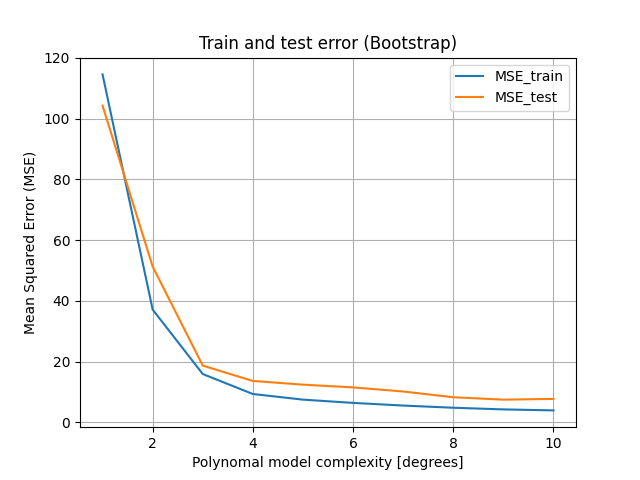 Train and test error (Bootstrap)
MSE_train
MSE_test
Mean Squared Error (MSE)
120
100
80
60
40
20
0
2 4 6 8 10
Polynomal model complexity [degrees]